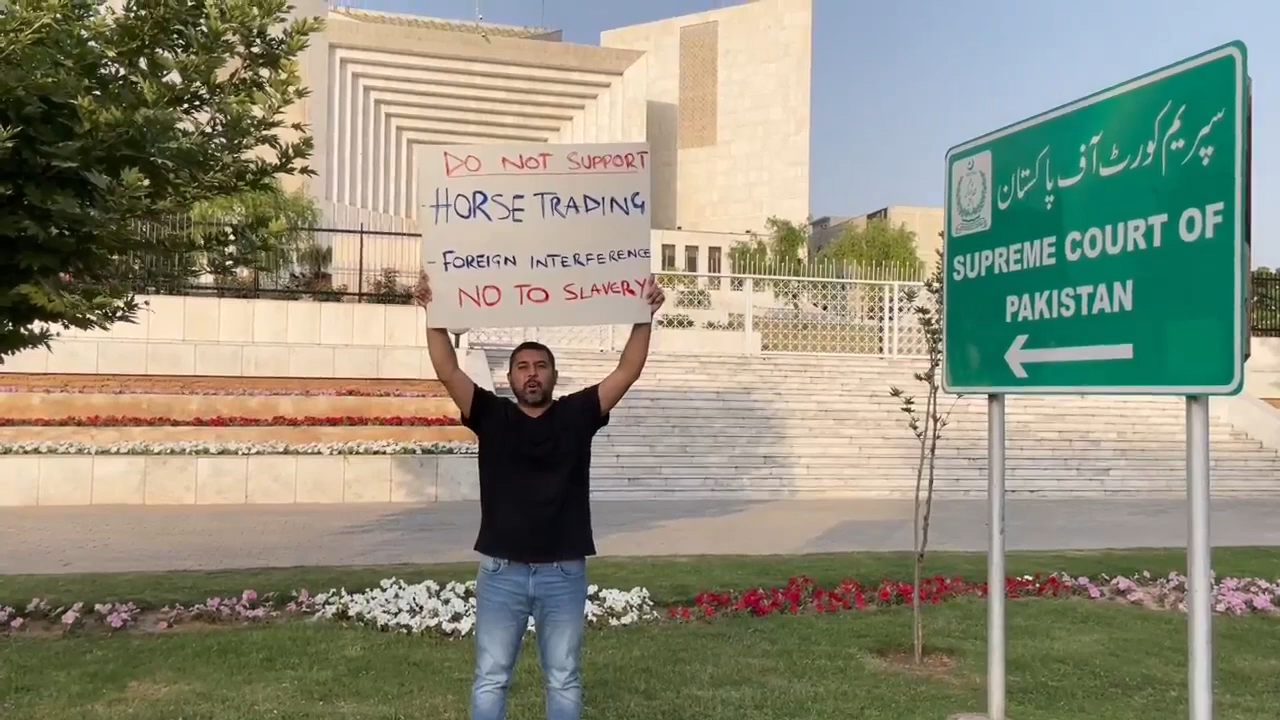 DO NOT SUPPORT
- HORSE TRADING
- FOREIGN INTERFERENCE
NO TO SLAVERY
سپریم کورٹ آف پاکستان
SUPREME COURT OF
PAKISTAN